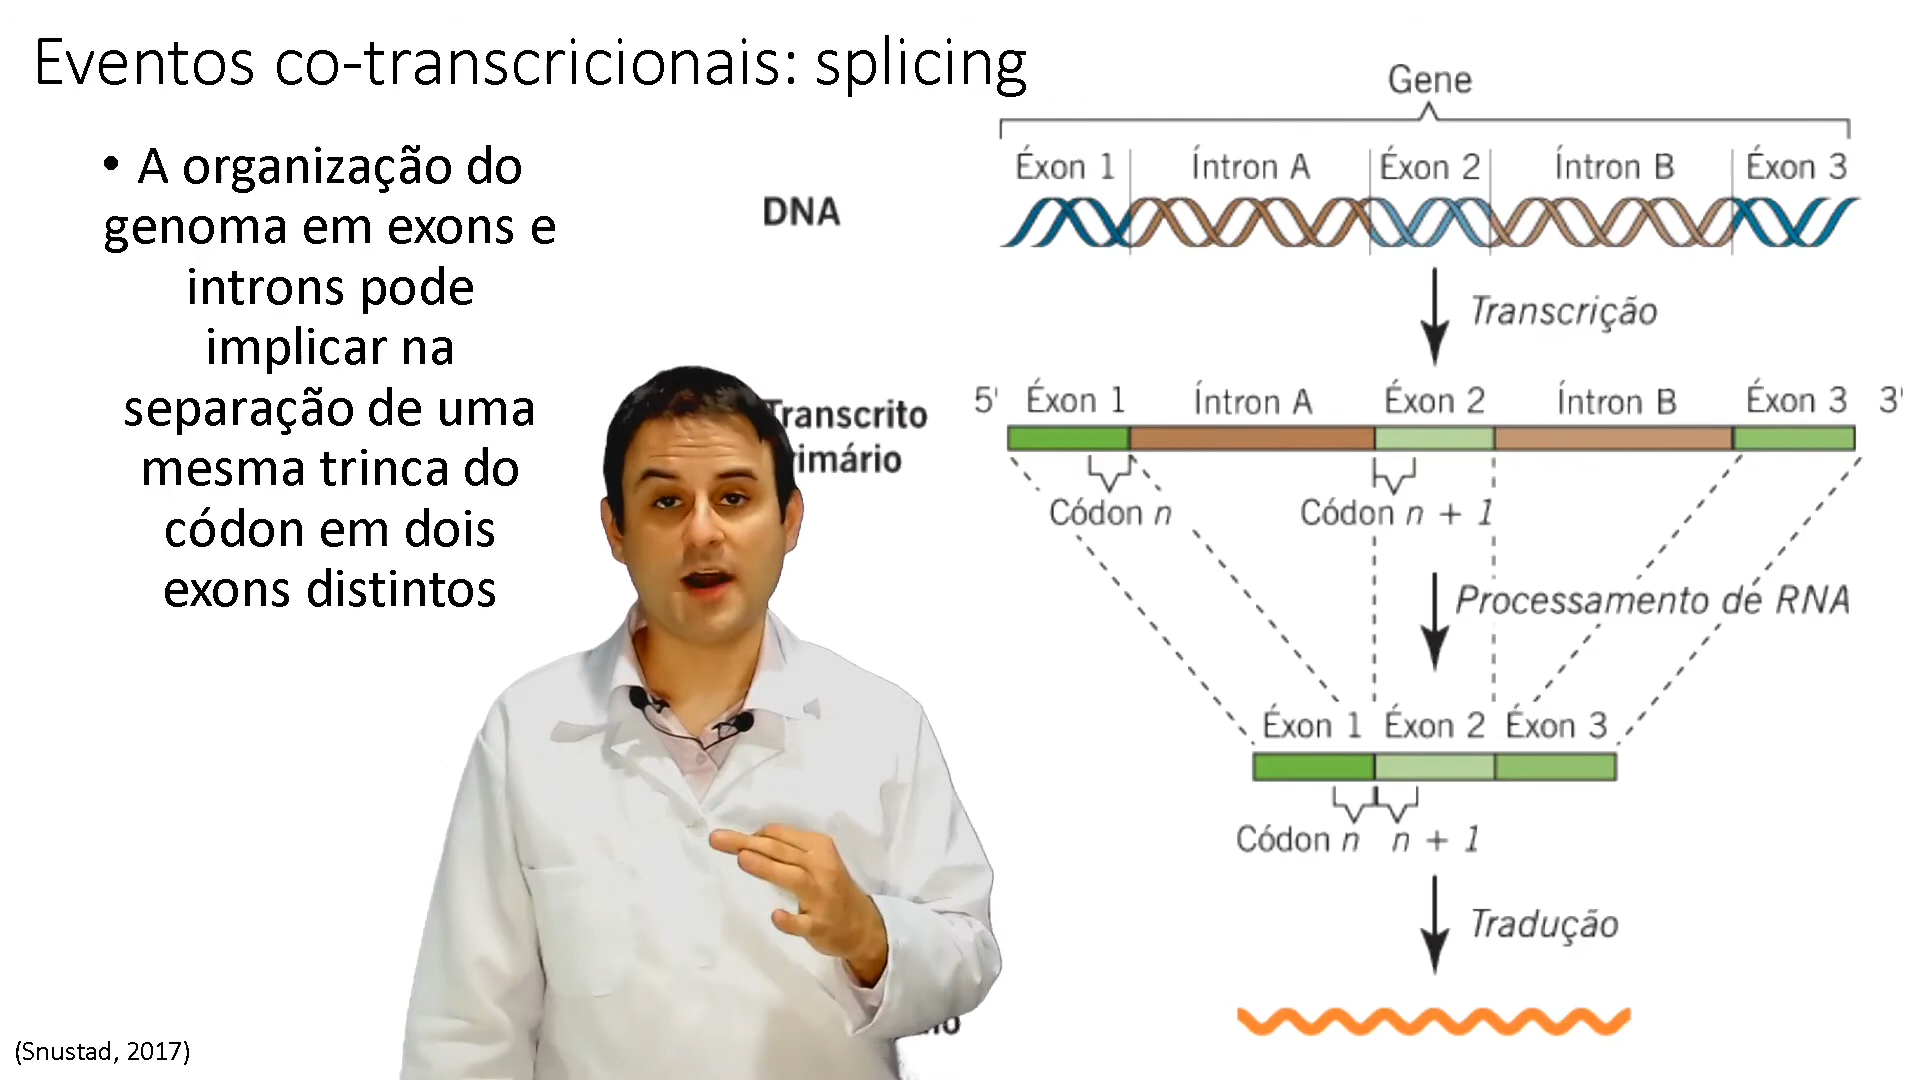 Eventos co-transcricionais: splicing
• A organização do
genoma em exons e
introns pode
implicar na
separação de uma
mesma trinca do
códon em dois
exons distintos
(Snustad, 2017)
Gene
Éxon 1 Íntron A Éxon 2 Íntron B Éxon 3
DNA
Transcrição
5' Éxon 1 Íntron A Éxon 2 Íntron B Éxon 3 3'
ranscrito
imário
Códon n Códon n + 1
Processamento de RNA
Éxon 1 Éxon 2 Éxon 3
Códon n n + 1
Tradução